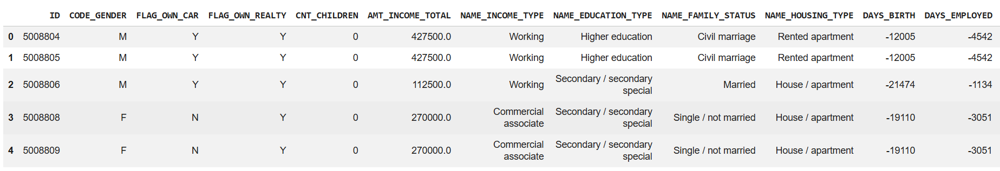 ID CODE_GENDER FLAG_OWN_CAR FLAG_OWN_REALTY CNT_CHILDREN AMT_INCOME_TOTAL NAME_INCOME_TYPE NAME_EDUCATION_TYPE NAME_FAMILY_STATUS NAME_HOUSING_TYPE DAYS_BIRTH DAYS_EMPLOYED
0 5008804 M Y Y 0 427500.0 Working Higher education Civil marriage Rented apartment -12005 -4542
1 5008805 M Y Y 0 427500.0 Working Higher education Civil marriage Rented apartment -12005 -4542
2 5008806 M Y Y 0 112500.0 Working Secondary / secondary special Married House / apartment -21474 -1134
3 5008808 F N Y 0 270000.0 Commercial associate Secondary / secondary special Single / not married House / apartment -19110 -3051
4 5008809 F N Y 0 270000.0 Commercial associate Secondary / secondary special Single / not married House / apartment -19110 -3051